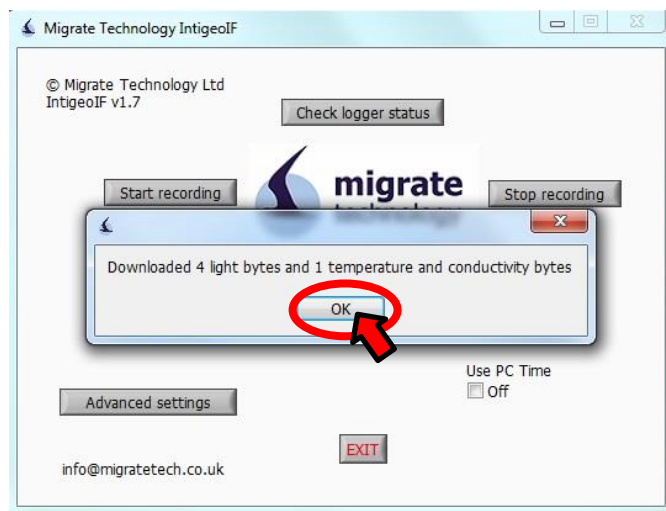 Migrate Technology IntigeoIF
© Migrate Technology Ltd
IntigeoIF v1.7
Check logger status
migrate
technology
Start recording
Stop recording
Downloaded 4 light bytes and 1 temperature and conductivity bytes
OK
Use PC Time
Off
Advanced settings
EXIT
info@migratetech.co.uk